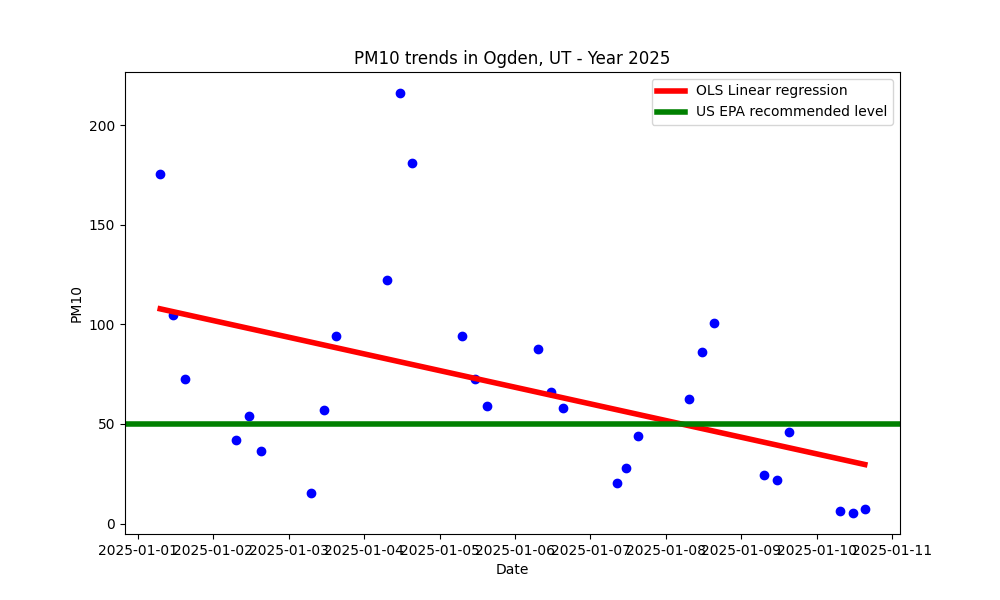 PM10 trends in Ogden, UT - Year 2025
OLS Linear regression
US EPA recommended level
200
150
100
50
0
PM10
2025-01-01 2025-01-02 2025-01-03 2025-01-04 2025-01-05 2025-01-06 2025-01-07 2025-01-08 2025-01-09 2025-01-10 2025-01-11
Date